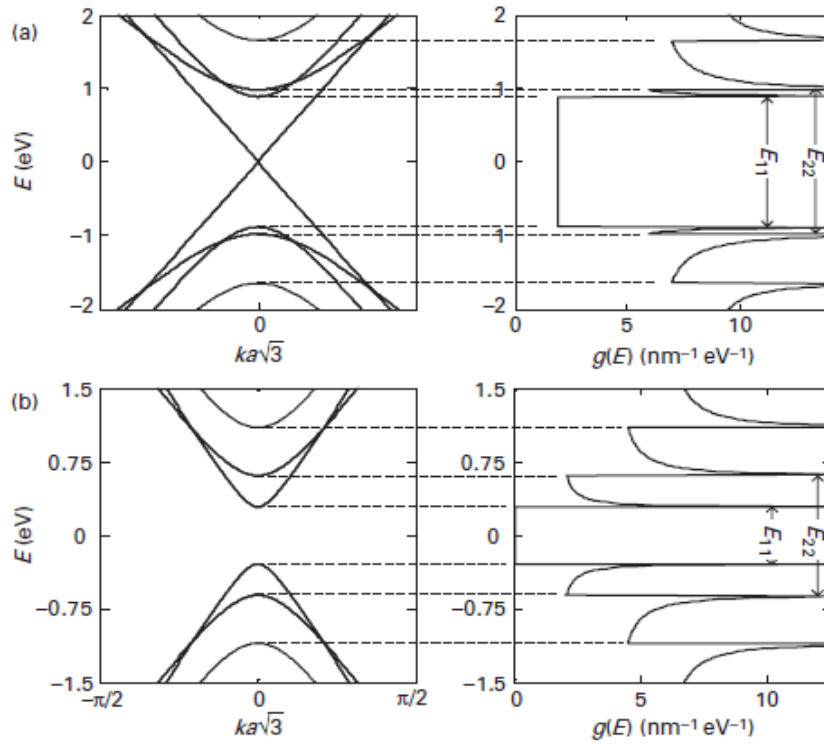 (a)
2
1
0
−1
−2
E (eV)
0
ka√3
2
1
0
−1
−2
E₁₁
E₂₂
0
5
10
g(E) (nm⁻¹ eV⁻¹)
(b)
1.5
0.75
0
−0.75
−1.5
E (eV)
−π/2
0
π/2
ka√3
1.5
0.75
0
−0.75
−1.5
E₁₁
E₂₂
0
5
10
g(E) (nm⁻¹ eV⁻¹)